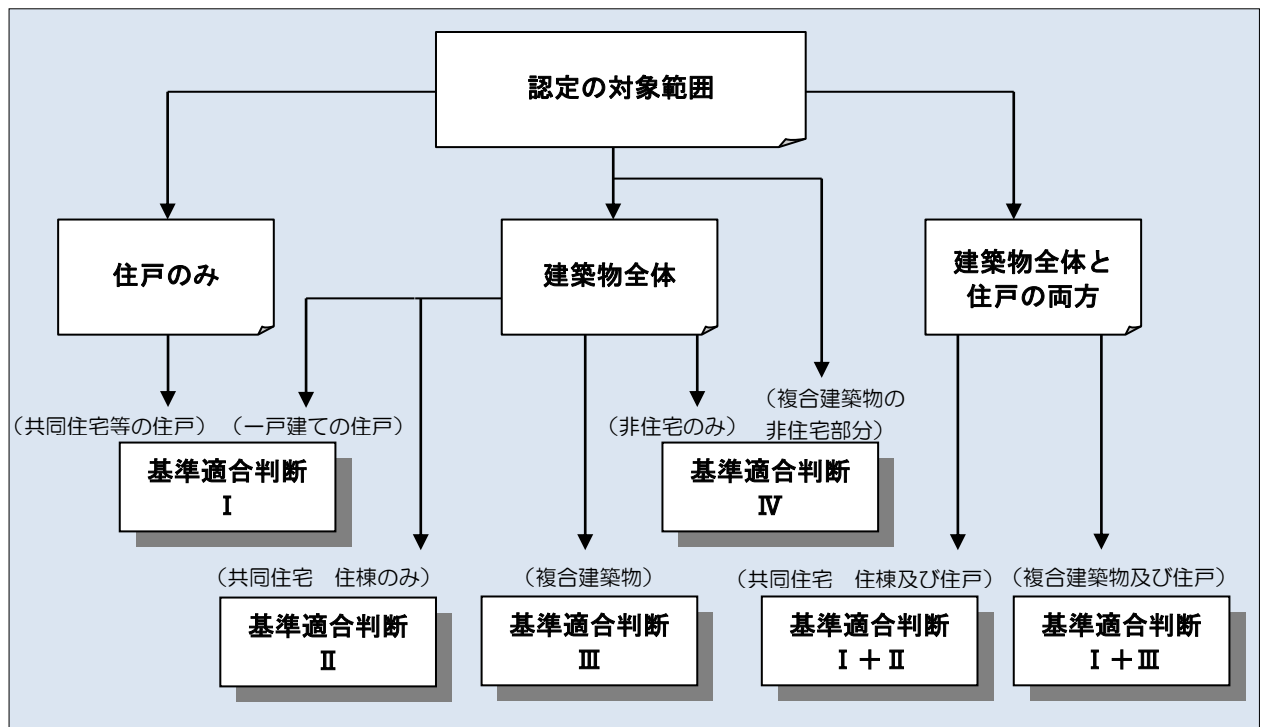 認定の対象範囲
住戸のみ
建築物全体
建築物全体と
住戸の両方
（共同住宅等の住戸）
（一戸建ての住戸）
（非住宅のみ）
（複合建築物の
非住宅部分）
基準適合判断
Ⅰ
基準適合判断
Ⅳ
（共同住宅　住棟のみ）
（複合建築物）
（共同住宅　住棟及び住戸）
（複合建築物及び住戸）
基準適合判断
Ⅱ
基準適合判断
Ⅲ
基準適合判断
Ⅰ＋Ⅱ
基準適合判断
Ⅰ＋Ⅲ